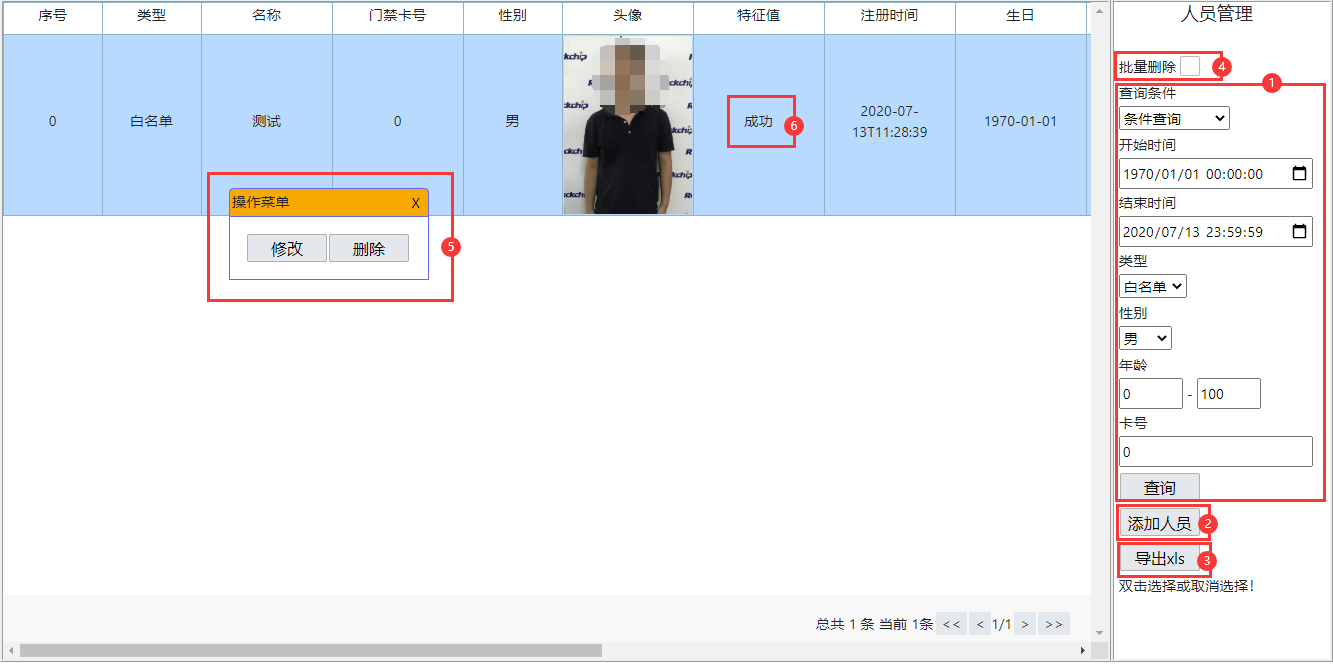 序号 类型 名称 门禁卡号 性别 头像 特征值 注册时间 生日
0 白名单 测试 0 男 成功 2020-07-
13T11:28:39 1970-01-01
6
操作菜单 X
修改 删除
5
总共 1 条 当前 1条 << < 1/1 > >>
人员管理
批量删除 4
1
查询条件
条件查询
开始时间
1970/01/01 00:00:00
结束时间
2020/07/13 23:59:59
类型
白名单
性别
男
年龄
0 - 100
卡号
0
查询
添加人员 2
导出xls 3
双击选择或取消选择!